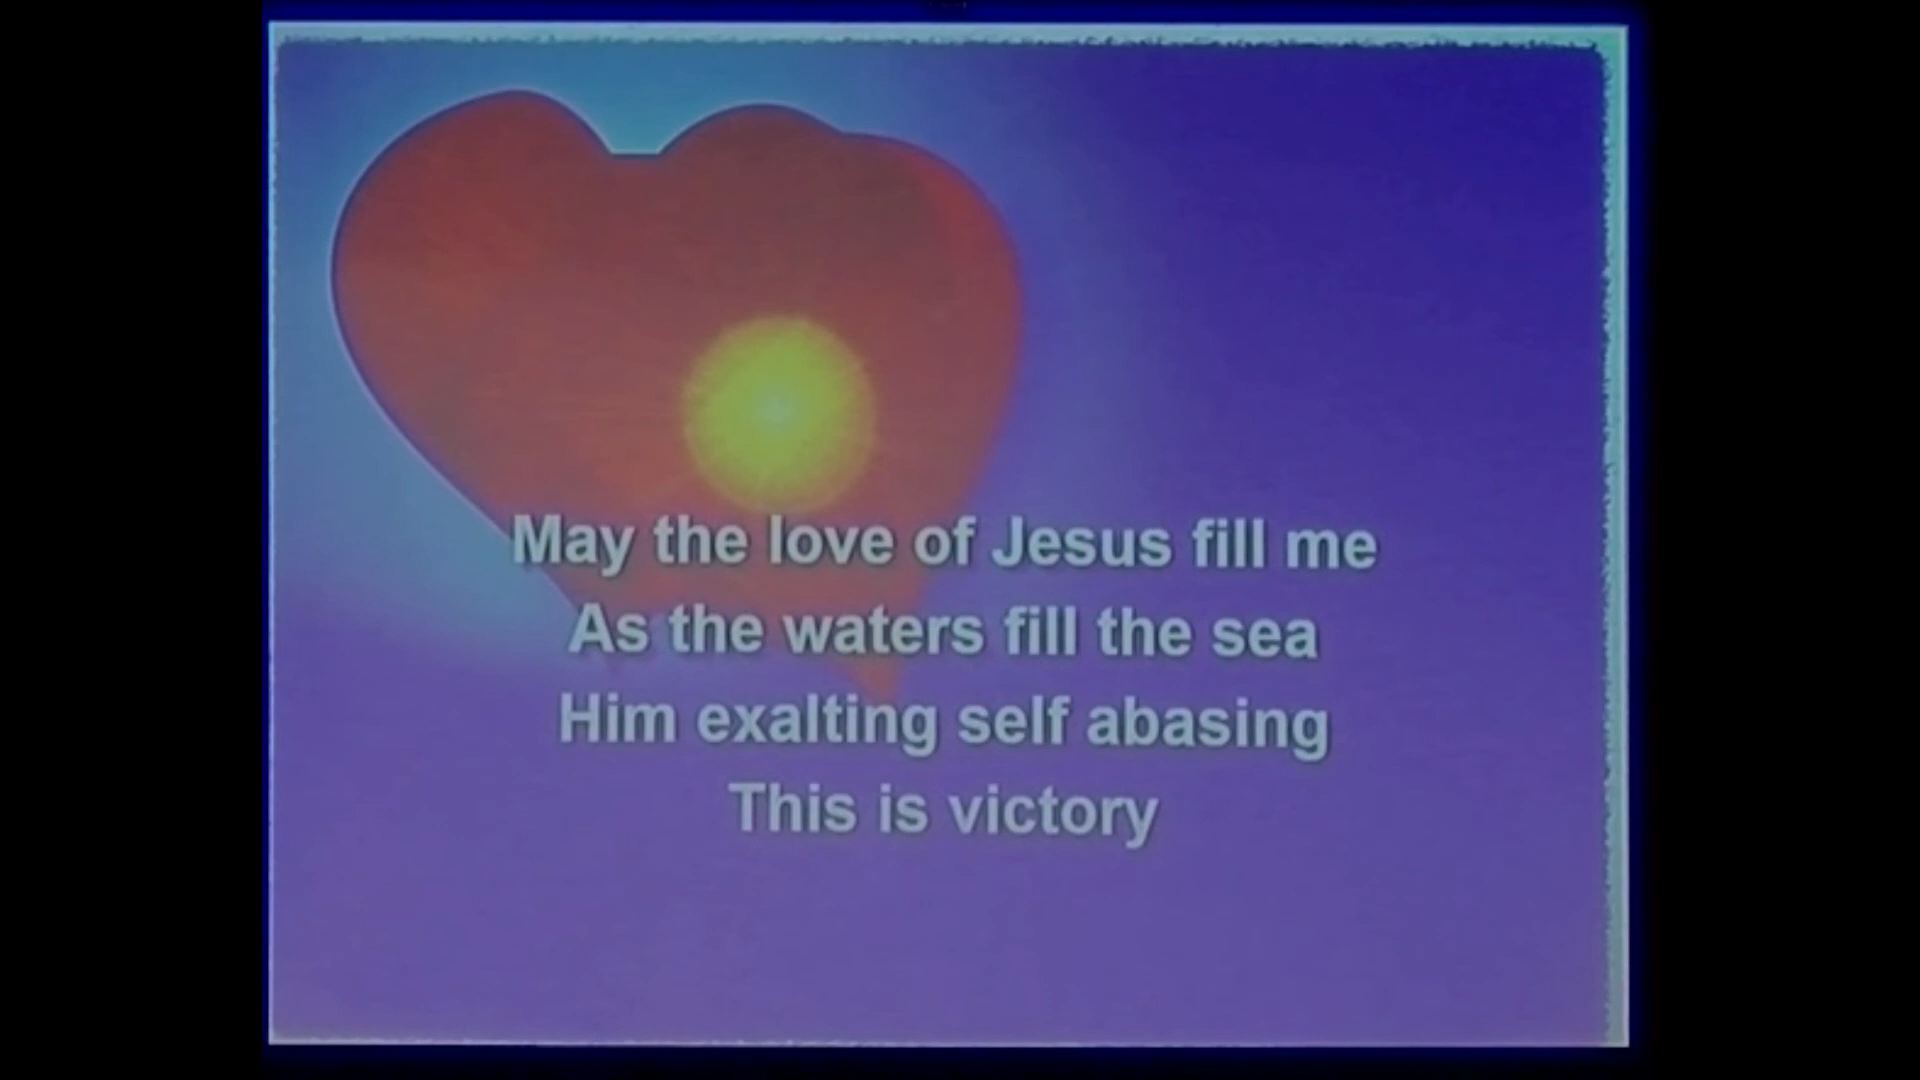 May the love of Jesus fill me
As the waters fill the sea
Him exalting self abasing
This is victory